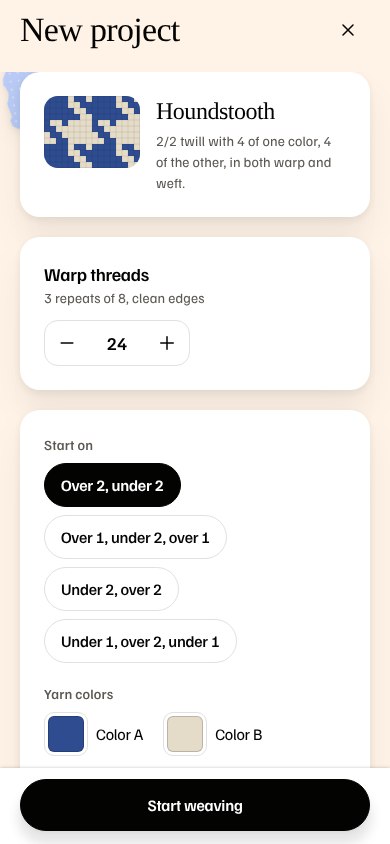 New project
Houndstooth
2/2 twill with 4 of one color, 4
of the other, in both warp and
weft.
Warp threads
3 repeats of 8, clean edges
24
Start on
Over 2, under 2
Over 1, under 2, over 1
Under 2, over 2
Under 1, over 2, under 1
Yarn colors
Color A
Color B
Start weaving